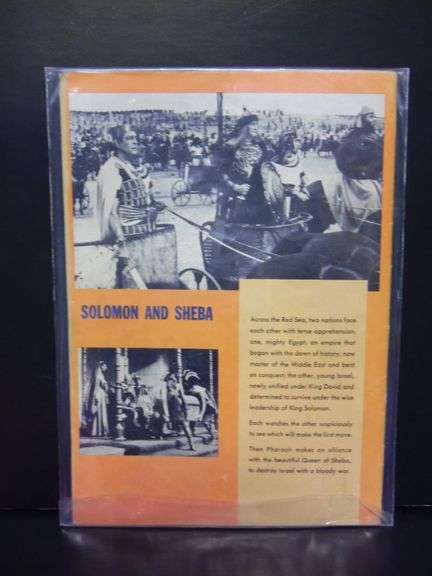 SOLOMON AND SHEBA
Across the Red Sea, two nations face
each other with tense apprehension:
one, mighty Egypt, an empire that
began with the dawn of history, now
master of the Middle East and bent
on conquest; the other, young Israel,
newly unified under King David and
determined to survive under the wise
leadership of King Solomon.
Each watches the other suspiciously
to see which will make the first move.
Then Pharaoh makes an alliance
with the beautiful Queen of Sheba,
to destroy Israel with a bloody war.